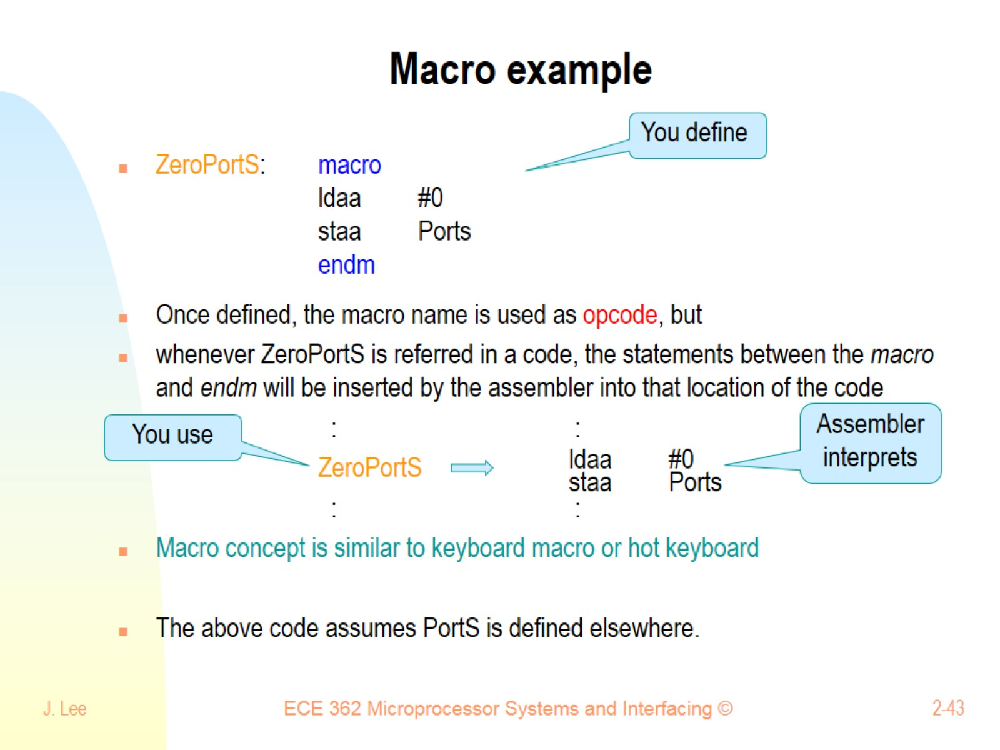 Macro example
You define
ZeroPortS: macro
ldaa #0
staa Ports
endm
Once defined, the macro name is used as opcode, but
whenever ZeroPortS is referred in a code, the statements between the macro
and endm will be inserted by the assembler into that location of the code
You use
:
ZeroPortS
:
:
ldaa #0
staa Ports
:
Assembler
interprets
Macro concept is similar to keyboard macro or hot keyboard
The above code assumes PortS is defined elsewhere.
J. Lee
ECE 362 Microprocessor Systems and Interfacing ©
2-43